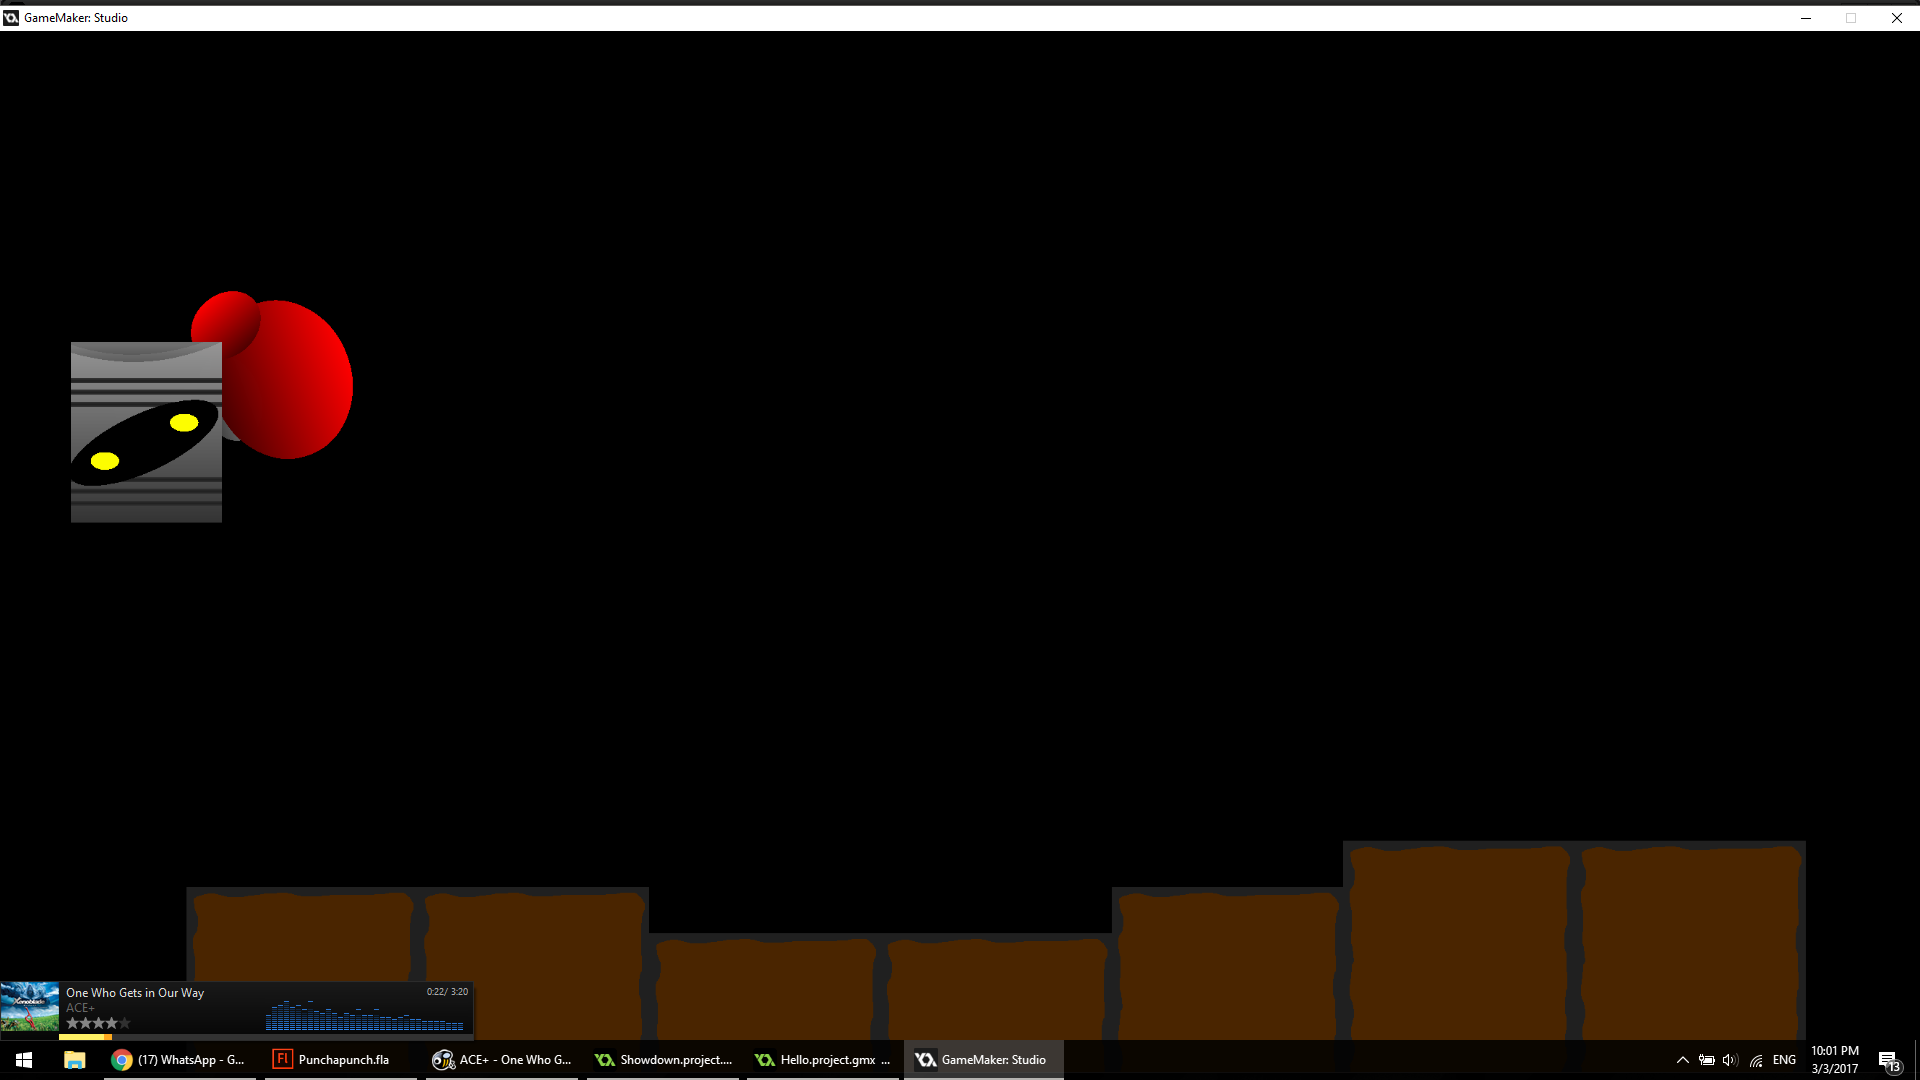 GameMaker: Studio
One Who Gets in Our Way
0:22/ 3:20
ACE+
Xenoblade
(17) WhatsApp - G...
Punchapunch.fla
ACE+ - One Who G...
Showdown.project....
Hello.project.gmx ...
GameMaker: Studio
ENG
10:01 PM
3/3/2017
13